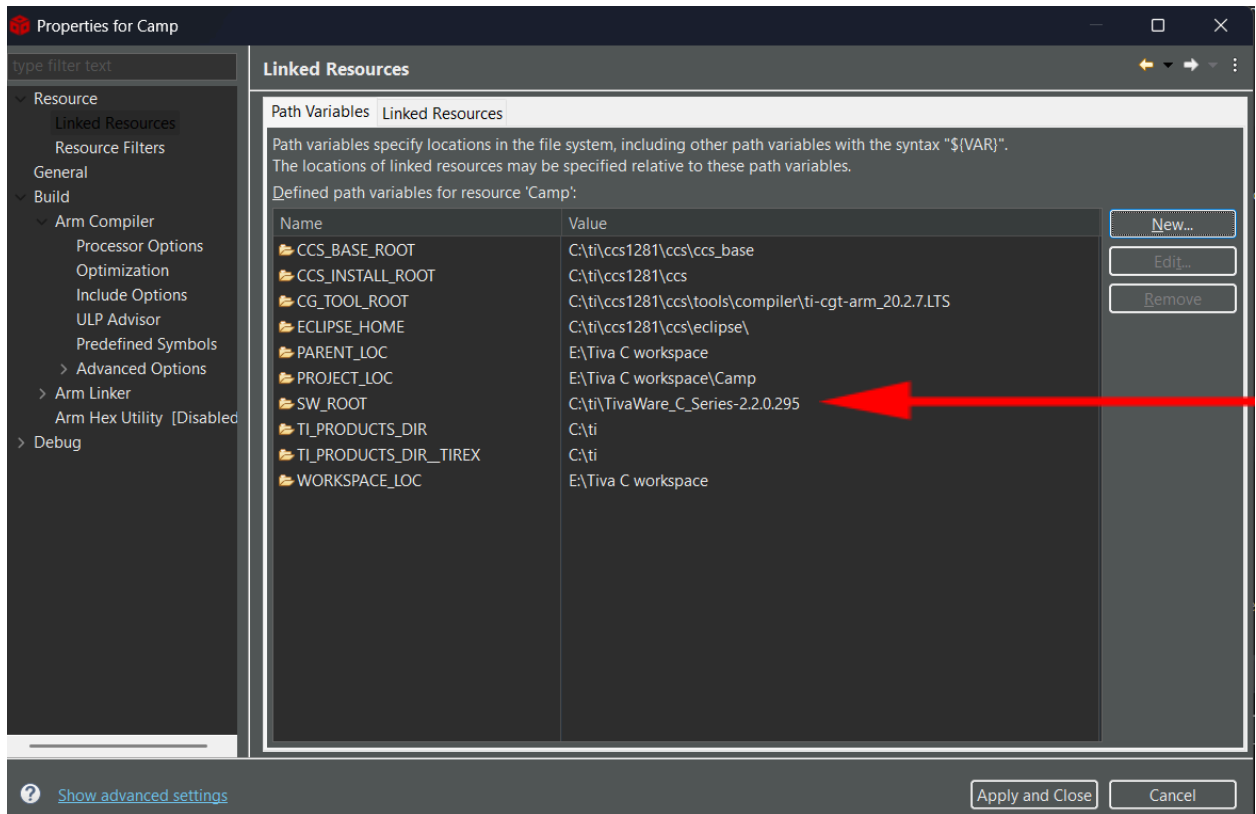 Properties for Camp
type filter text
Linked Resources
Resource
Linked Resources
Resource Filters
General
Build
Arm Compiler
Processor Options
Optimization
Include Options
ULP Advisor
Predefined Symbols
Advanced Options
Arm Linker
Arm Hex Utility [Disabled
Debug
Path Variables Linked Resources
Path variables specify locations in the file system, including other path variables with the syntax "${VAR}".
The locations of linked resources may be specified relative to these path variables.
Defined path variables for resource 'Camp':
Name Value
CCS_BASE_ROOT C:\ti\ccs1281\ccs\ccs_base
CCS_INSTALL_ROOT C:\ti\ccs1281\ccs
CG_TOOL_ROOT C:\ti\ccs1281\ccs\tools\compiler\ti-cgt-arm_20.2.7.LTS
ECLIPSE_HOME C:\ti\ccs1281\ccs\eclipse\
PARENT_LOC E:\Tiva C workspace
PROJECT_LOC E:\Tiva C workspace\Camp
SW_ROOT C:\ti\TivaWare_C_Series-2.2.0.295
TI_PRODUCTS_DIR C:\ti
TI_PRODUCTS_DIR__TIREX C:\ti
WORKSPACE_LOC E:\Tiva C workspace
New...
Edit...
Remove
Show advanced settings
Apply and Close Cancel